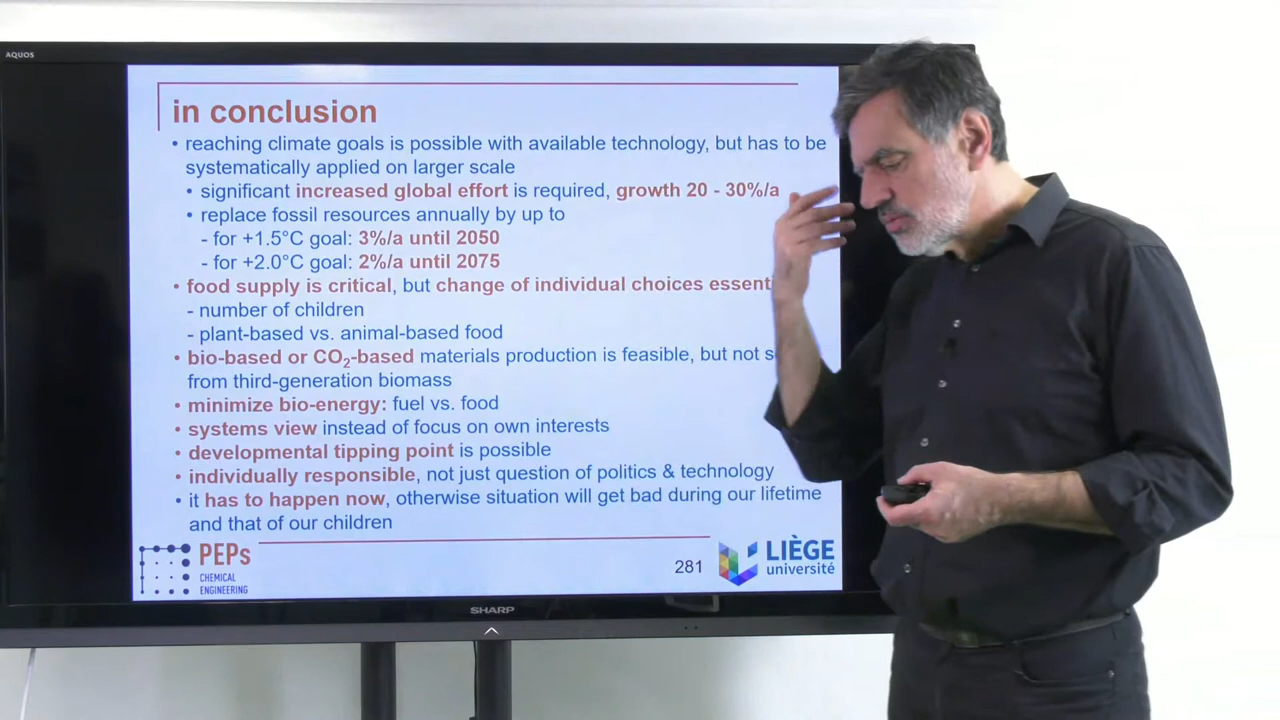 AQUOS
in conclusion
• reaching climate goals is possible with available technology, but has to be
systematically applied on larger scale
• significant increased global effort is required, growth 20 - 30%/a
• replace fossil resources annually by up to
- for +1.5°C goal: 3%/a until 2050
- for +2.0°C goal: 2%/a until 2075
• food supply is critical, but change of individual choices
- number of children
- plant-based vs. animal-based food
• bio-based or CO₂-based materials production is feasible, but not
from third-generation biomass
• minimize bio-energy: fuel vs. food
• systems view instead of focus on own interests
• developmental tipping point is possible
• individually responsible, not just question of politics & technology
• it has to happen now, otherwise situation will get bad during our lifetime
and that of our children
PEPs
CHEMICAL
ENGINEERING
281
LIÈGE
université
SHARP